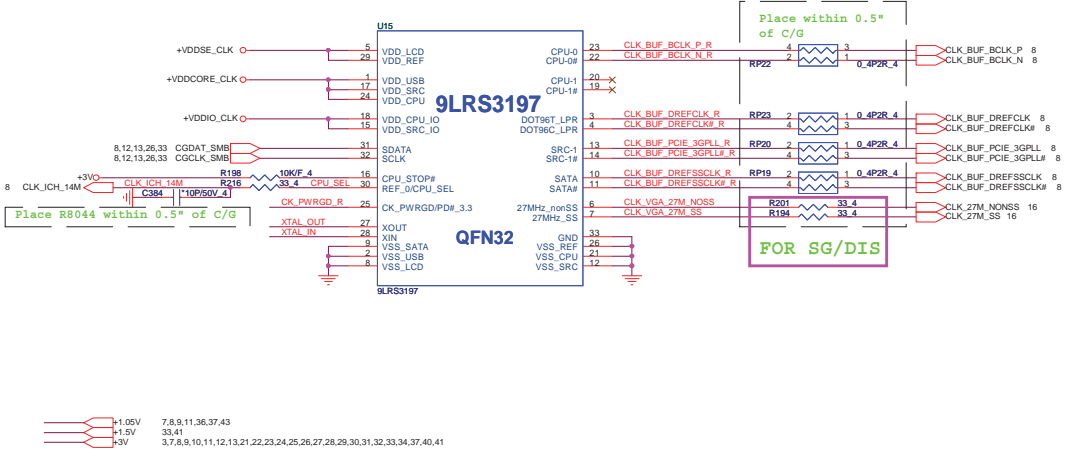 U15
Place within 0.5"
of C/G
+VDDSE_CLK 5 VDD_LCD CPU-0 23 CLK_BUF_BCLK_P_R 4 3 CLK_BUF_BCLK_P 8
29 VDD_REF CPU-0# 22 CLK_BUF_BCLK_N_R 2 1 CLK_BUF_BCLK_N 8
RP22 0_4P2R_4
+VDDCORE_CLK 1 VDD_USB CPU-1 20
17 VDD_SRC CPU-1# 19
24 VDD_CPU
9LRS3197
+VDDIO_CLK 18 VDD_CPU_IO DOT96T_LPR 3 CLK_BUF_DREFCLK_R RP23 2 1 0_4P2R_4 CLK_BUF_DREFCLK 8
15 VDD_SRC_IO DOT96C_LPR 4 CLK_BUF_DREFCLK#_R 4 3 CLK_BUF_DREFCLK# 8
8,12,13,26,33 CGDAT_SMB 31 SDATA SRC-1 13 CLK_BUF_PCIE_3GPLL_R RP20 2 1 0_4P2R_4 CLK_BUF_PCIE_3GPLL 8
8,12,13,26,33 CGCLK_SMB 32 SCLK SRC-1# 14 CLK_BUF_PCIE_3GPLL#_R 4 3 CLK_BUF_PCIE_3GPLL# 8
+3V R198 10K/F_4 16 CPU_STOP# SATA 10 CLK_BUF_DREFSSCLK_R RP19 2 1 0_4P2R_4 CLK_BUF_DREFSSCLK 8
8 CLK_ICH_14M CLK_ICH_14M R216 33_4 CPU_SEL 30 REF_0/CPU_SEL SATA# 11 CLK_BUF_DREFSSCLK#_R 4 3 CLK_BUF_DREFSSCLK# 8
C384 *10P/50V_4
CK_PWRGD_R 25 CK_PWRGD/PD#_3.3 27MHz_nonSS 6 CLK_VGA_27M_NOSS R201 33_4 CLK_27M_NONSS 16
27MHz_SS 7 CLK_VGA_27M_SS R194 33_4 CLK_27M_SS 16
Place R8044 within 0.5" of C/G
XTAL_OUT 27 XOUT
XTAL_IN 28 XIN
QFN32
GND 33
9 VSS_SATA VSS_REF 26
2 VSS_USB VSS_CPU 21
8 VSS_LCD VSS_SRC 12
FOR SG/DIS
9LRS3197
+1.05V 7,8,9,11,36,37,43
+1.5V 33,41
+3V 3,7,8,9,10,11,12,13,21,22,23,24,25,26,27,28,29,30,31,32,33,34,37,40,41